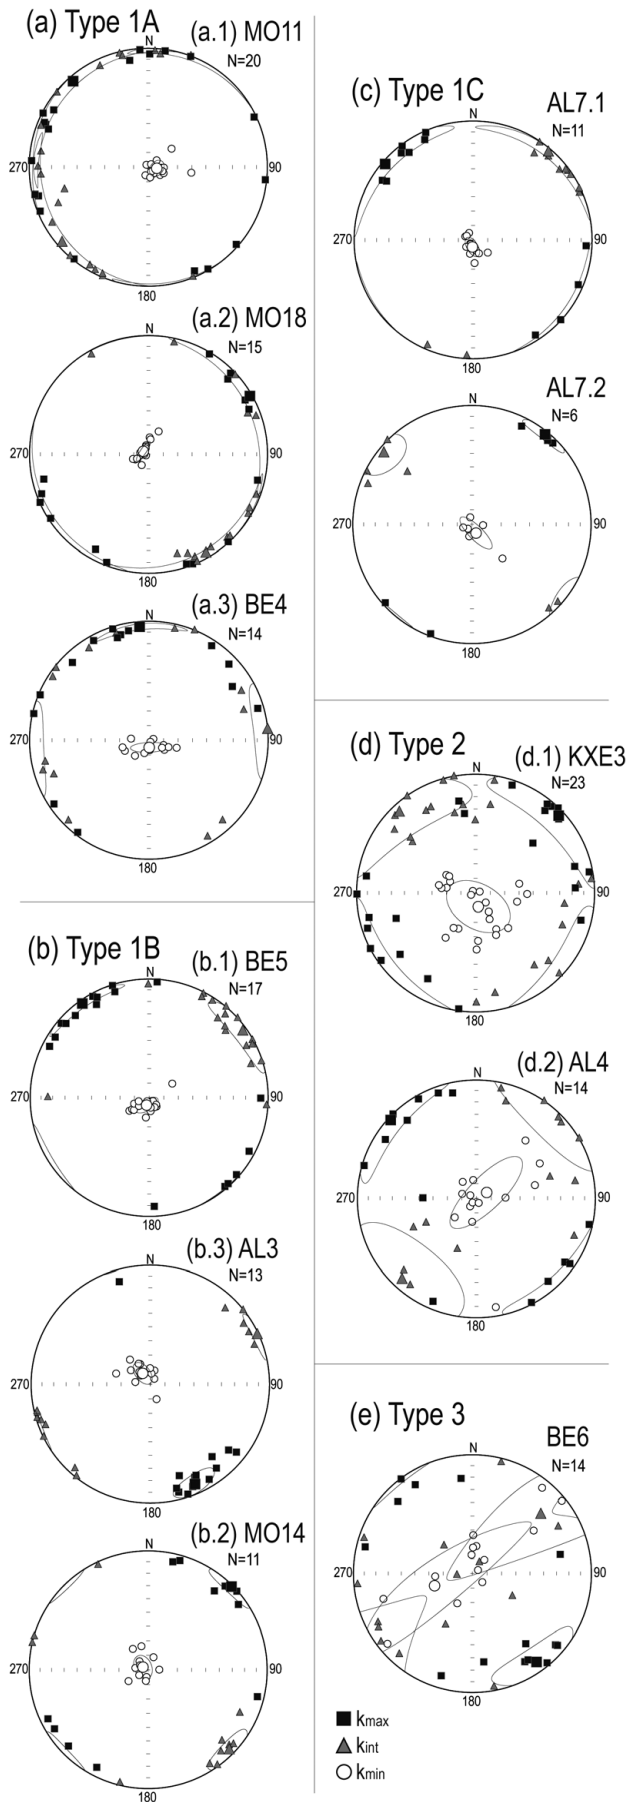 (a) Type 1A
(a.1) MO11
N=20
N
270
90
180
(a.2) MO18
N=15
N
270
90
180
(a.3) BE4
N=14
N
270
90
180
(b) Type 1B
(b.1) BE5
N=17
N
270
90
180
(b.3) AL3
N=13
N
270
90
180
(b.2) MO14
N=11
N
270
90
180
(c) Type 1C
AL7.1
N=11
N
270
90
180
AL7.2
N=6
N
270
90
180
(d) Type 2
(d.1) KXE3
N=23
N
270
90
180
(d.2) AL4
N=14
N
270
90
180
(e) Type 3
BE6
N=14
N
270
90
180
kmax
kint
kmin